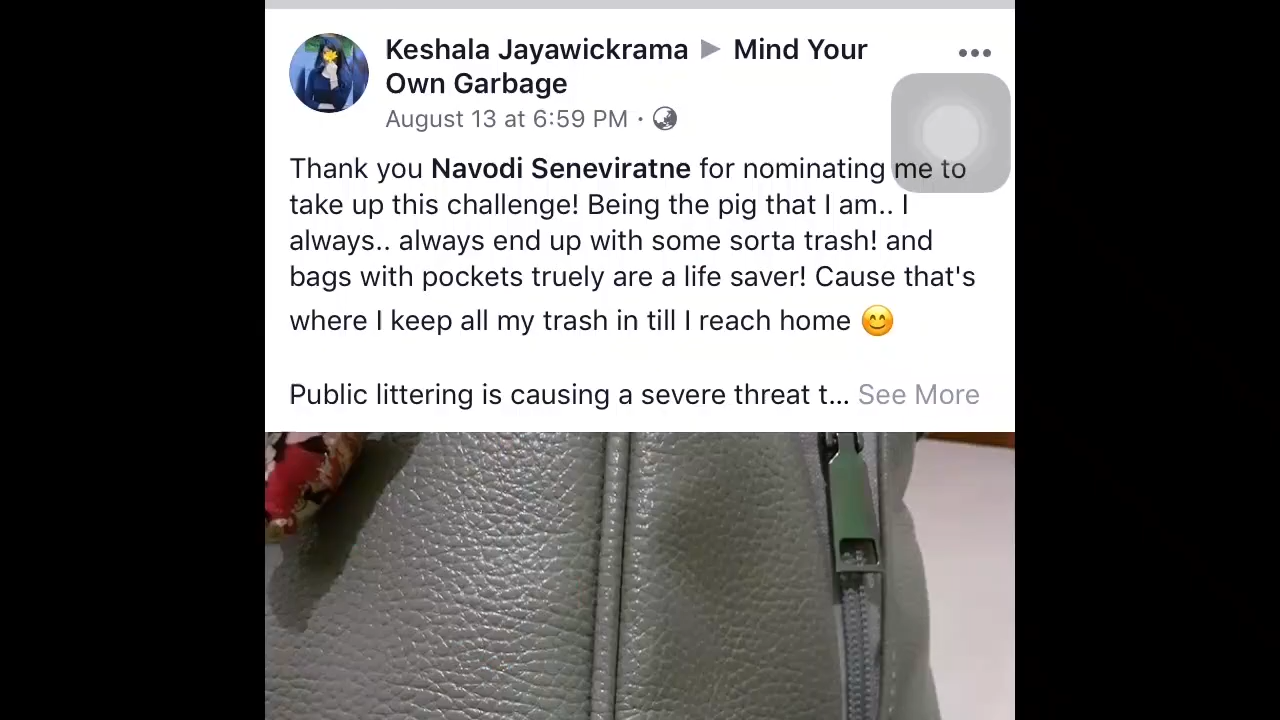 Keshala Jayawickrama ▶ Mind Your
Own Garbage
August 13 at 6:59 PM ·
Thank you Navodi Seneviratne for nominating me to
take up this challenge! Being the pig that I am.. I
always.. always end up with some sorta trash! and
bags with pockets truely are a life saver! Cause that's
where I keep all my trash in till I reach home 😊
Public littering is causing a severe threat t... See More